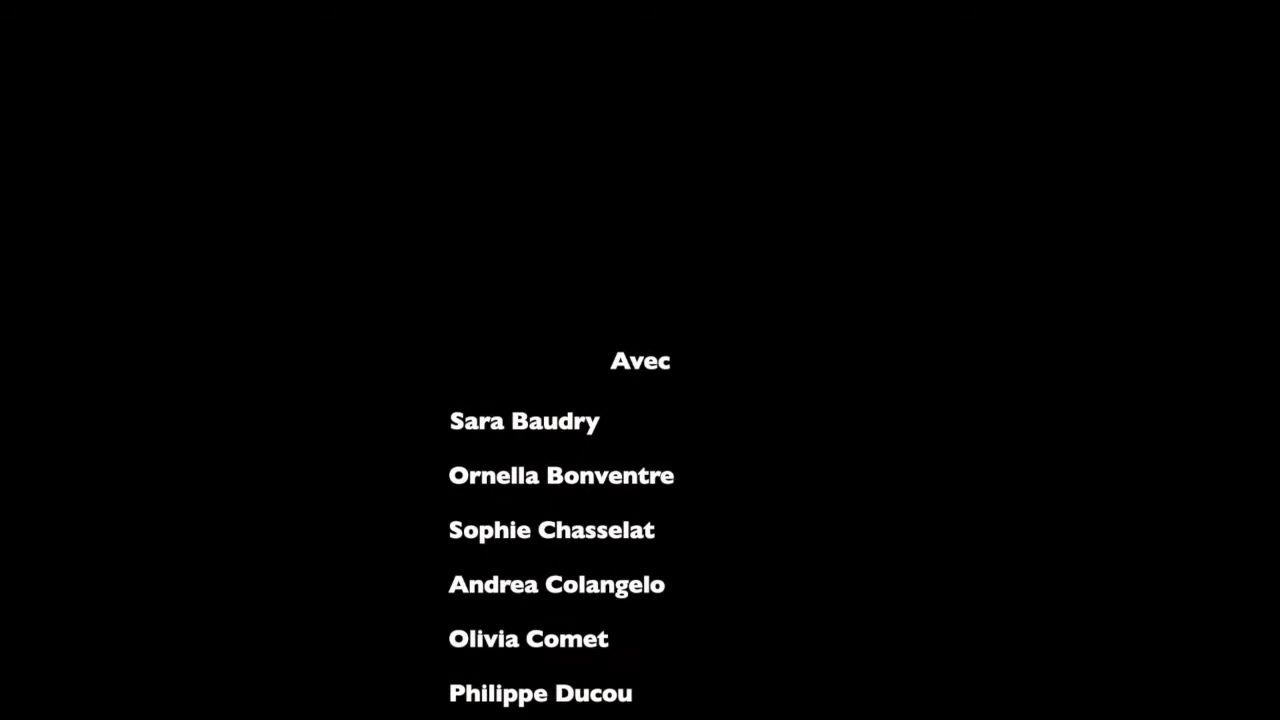 Avec
Sara Baudry
Ornella Bonventre
Sophie Chasselat
Andrea Colangelo
Olivia Comet
Philippe Ducou